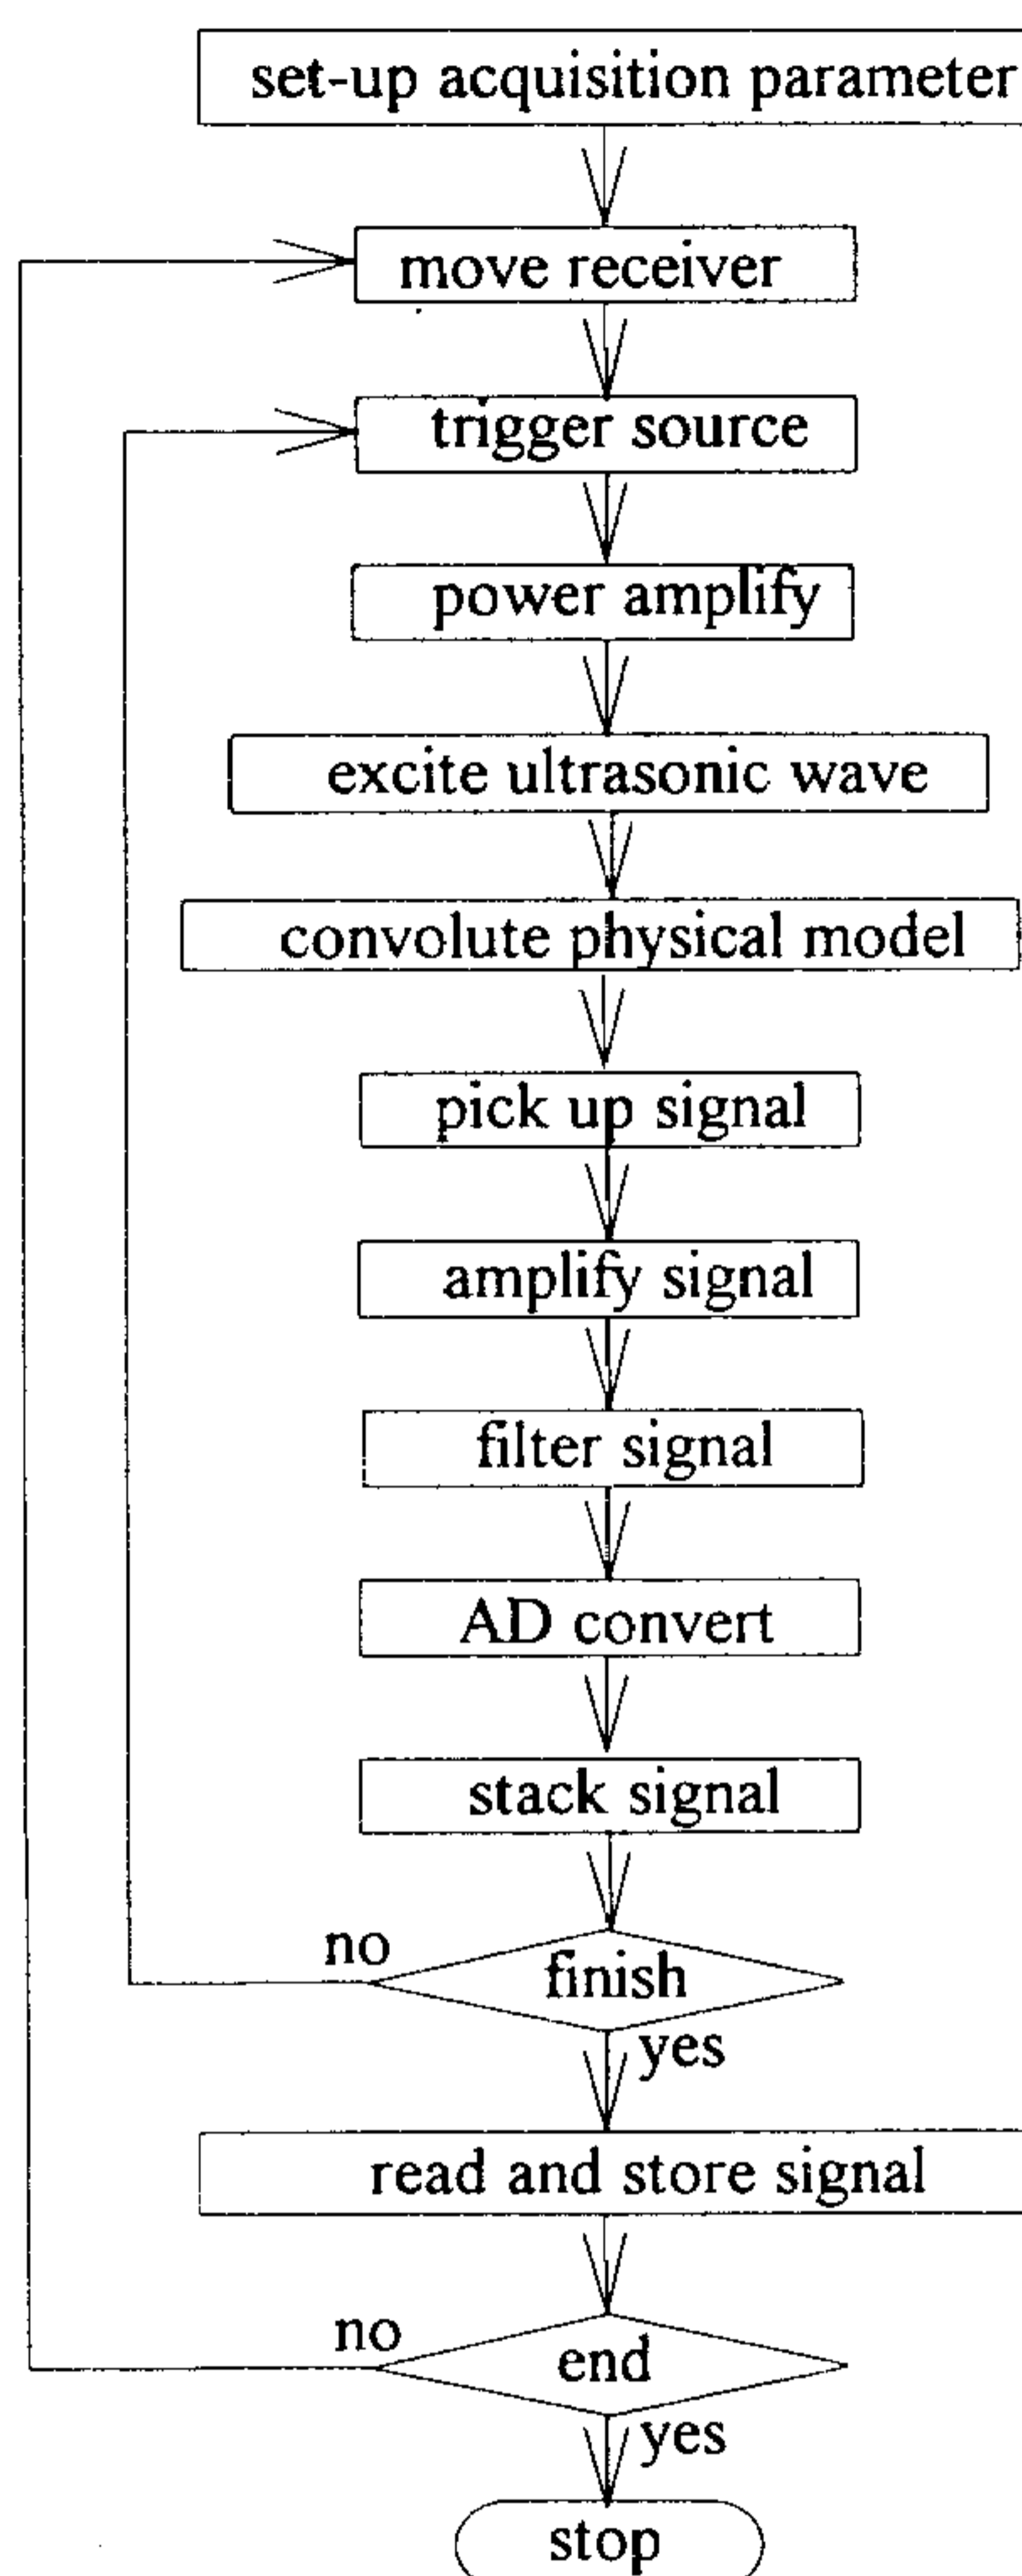 set-up acquisition parameter
move receiver
trigger source
power amplify
excite ultrasonic wave
convolute physical model
pick up signal
amplify signal
filter signal
AD convert
stack signal
no
finish
yes
read and store signal
no
end
yes
stop